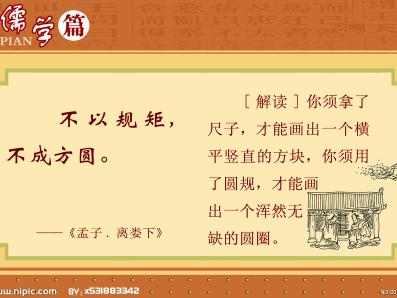 儒学篇
PIAN
不以规矩，
不成方圆。
——《孟子．离娄下》
［解读］你须拿了
尺子，才能画出一个横
平竖直的方块，你须用
了圆规，才能画
出一个浑然无
缺的圆圈。
www.nipic.com
BY: x531883342